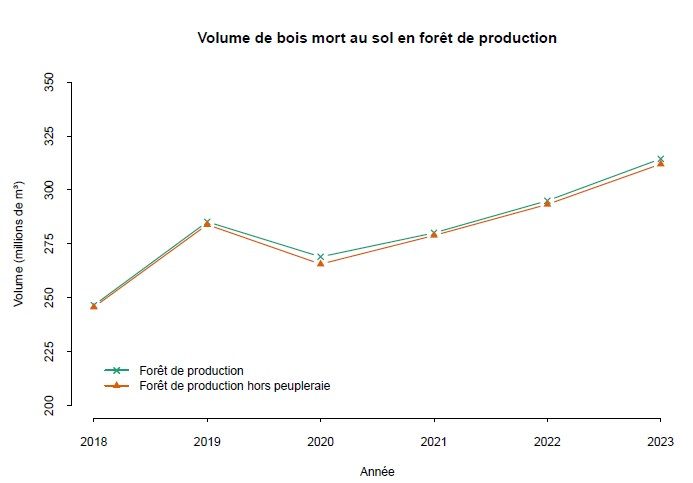 Volume de bois mort au sol en forêt de production
350
325
300
275
250
225
200
Volume (millions de m³)
Forêt de production
Forêt de production hors peupleraie
2018 2019 2020 2021 2022 2023
Année